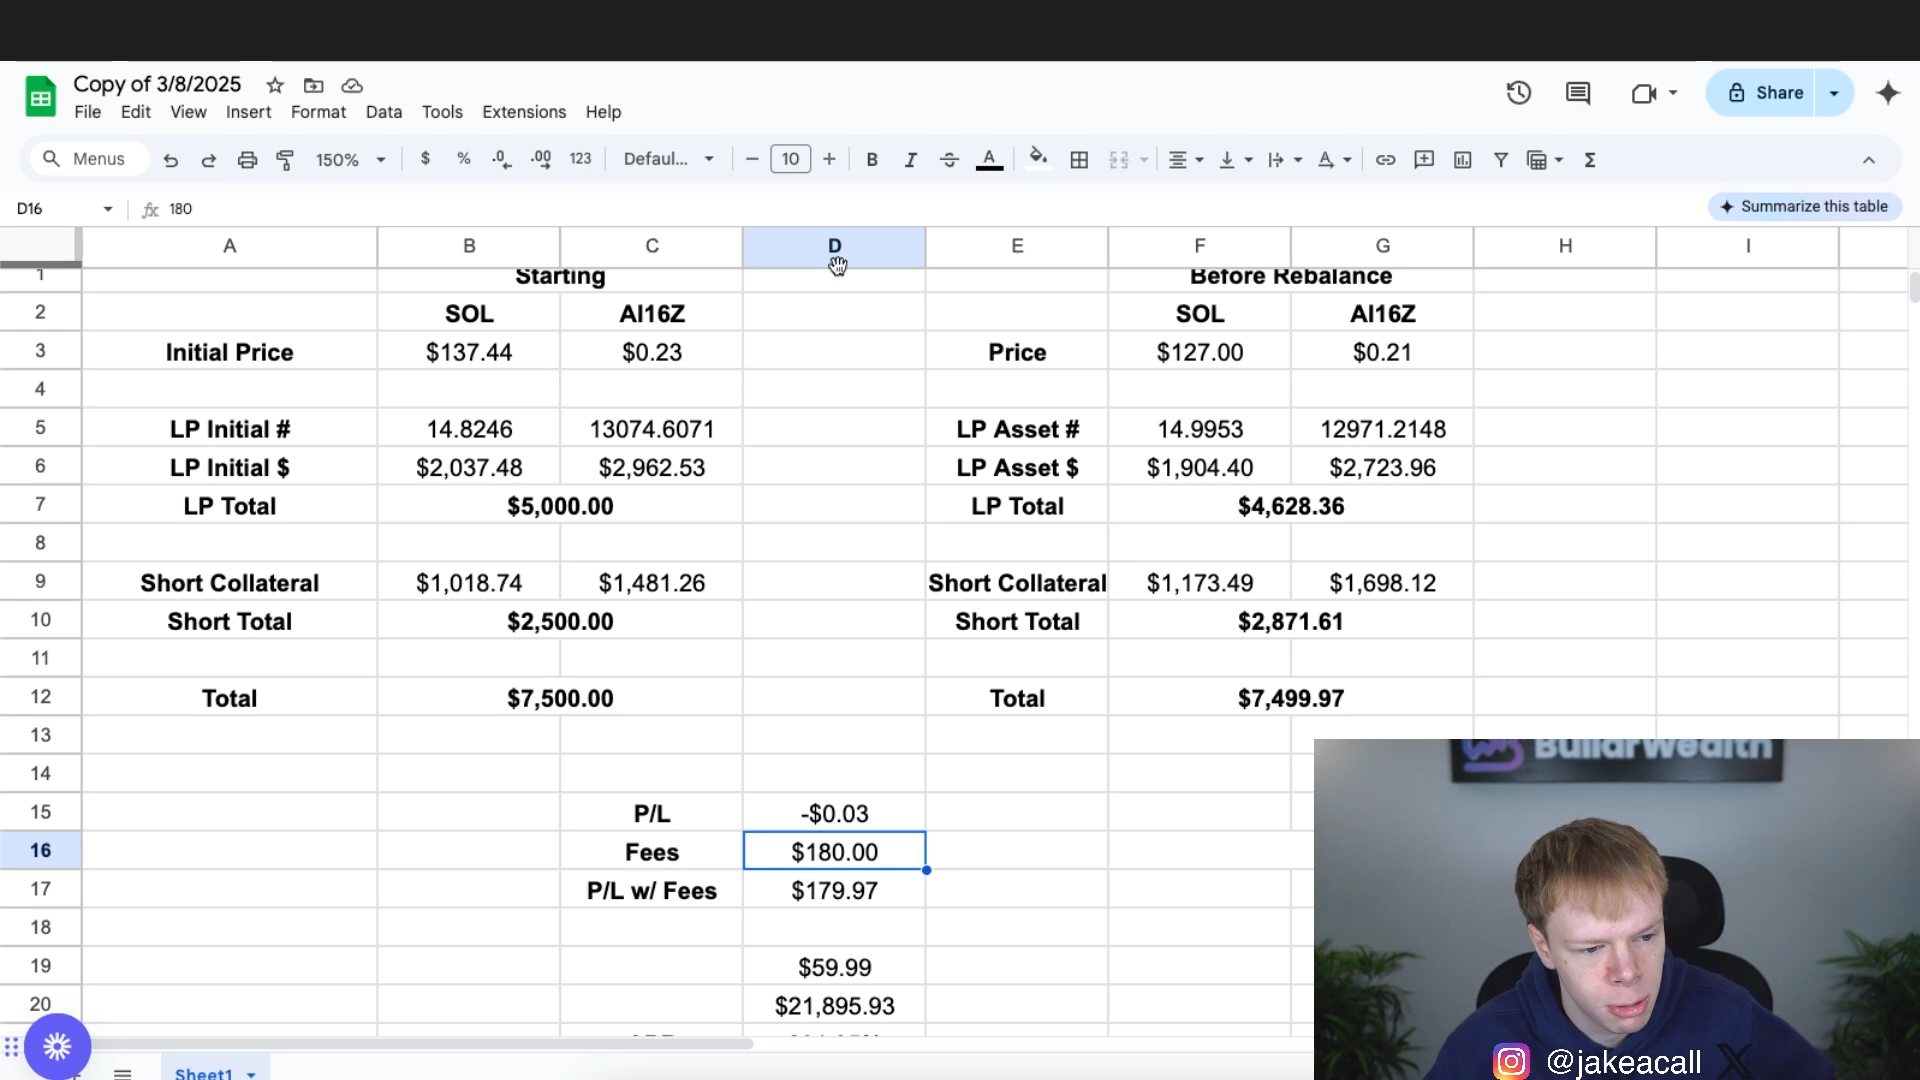 Copy of 3/8/2025
File Edit View Insert Format Data Tools Extensions Help
Share
Menus 150% $ % .0 .00 123 Defaul... 10 B I A A Σ
D16 fx 180 Summarize this table
A B C D E F G H I
1 Starting Before Rebalance
2 SOL AI16Z SOL AI16Z
3 Initial Price $137.44 $0.23 Price $127.00 $0.21
4
5 LP Initial # 14.8246 13074.6071 LP Asset # 14.9953 12971.2148
6 LP Initial $ $2,037.48 $2,962.53 LP Asset $ $1,904.40 $2,723.96
7 LP Total $5,000.00 LP Total $4,628.36
8
9 Short Collateral $1,018.74 $1,481.26 Short Collateral $1,173.49 $1,698.12
10 Short Total $2,500.00 Short Total $2,871.61
11
12 Total $7,500.00 Total $7,499.97
13
14
15 P/L -$0.03
16 Fees $180.00
17 P/L w/ Fees $179.97
18
19 $59.99
20 $21,895.93
BuildrWealth
@jakeacall
Sheet1